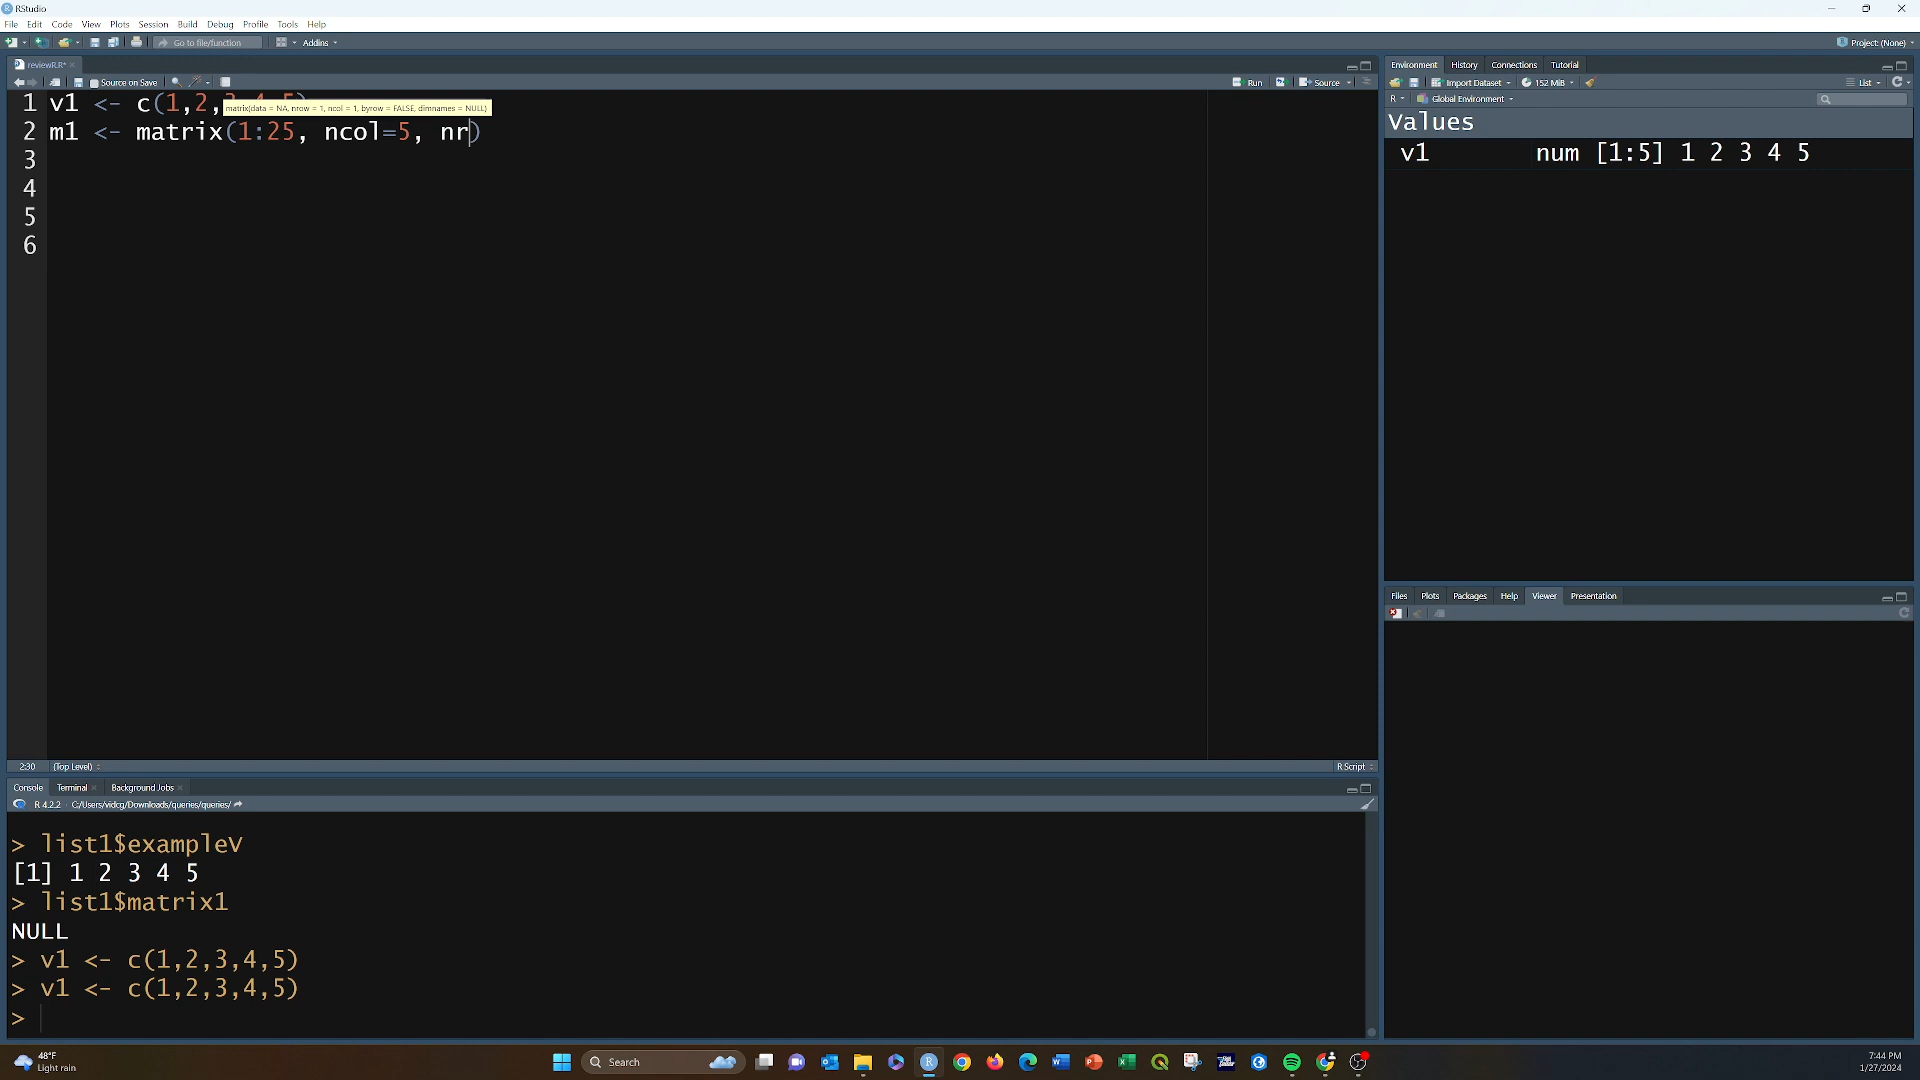 RStudio
File Edit Code View Plots Session Build Debug Profile Tools Help
Go to file/function Addins Project: (None)
reviewR.R*
Source on Save Run Source
1 v1 <- c(1,2,
matrix(data = NA, nrow = 1, ncol = 1, byrow = FALSE, dimnames = NULL)
2 m1 <- matrix(1:25, ncol=5, nr)
3
4
5
6
2:30 (Top Level) R Script
Console Terminal Background Jobs
R 4.2.2 · C:/Users/vidcg/Downloads/queries/queries/
> list1$exampleV
[1] 1 2 3 4 5
> list1$matrix1
NULL
> v1 <- c(1,2,3,4,5)
> v1 <- c(1,2,3,4,5)
>
Environment History Connections Tutorial
Import Dataset 152 MiB List
R Global Environment
Values
v1 num [1:5] 1 2 3 4 5
Files Plots Packages Help Viewer Presentation
48°F
Light rain
Search
7:44 PM
1/27/2024